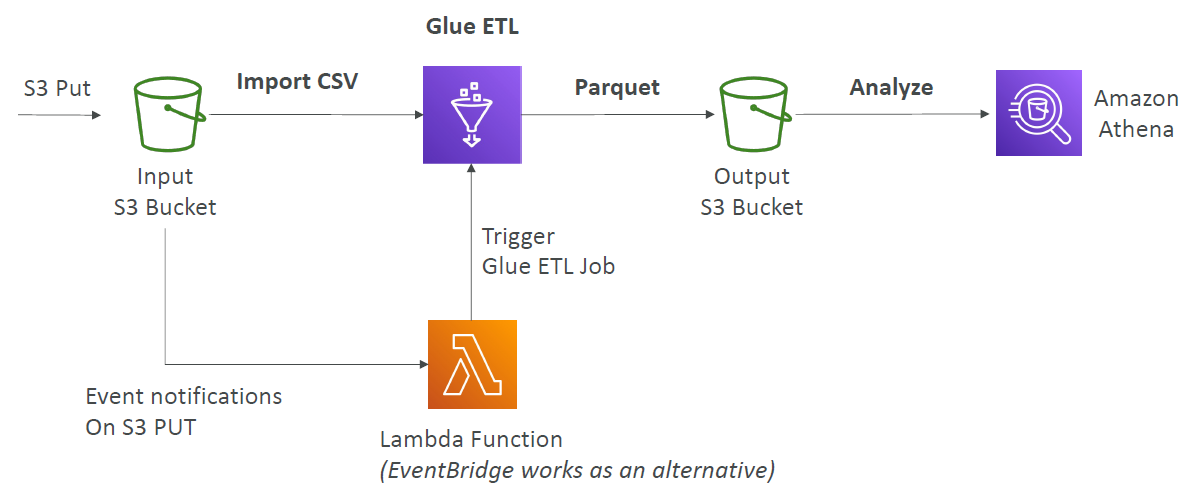 Glue ETL
S3 Put
Import CSV
Parquet
Analyze
Amazon
Athena
Input
S3 Bucket
Output
S3 Bucket
Trigger
Glue ETL Job
Event notifications
On S3 PUT
Lambda Function
(EventBridge works as an alternative)